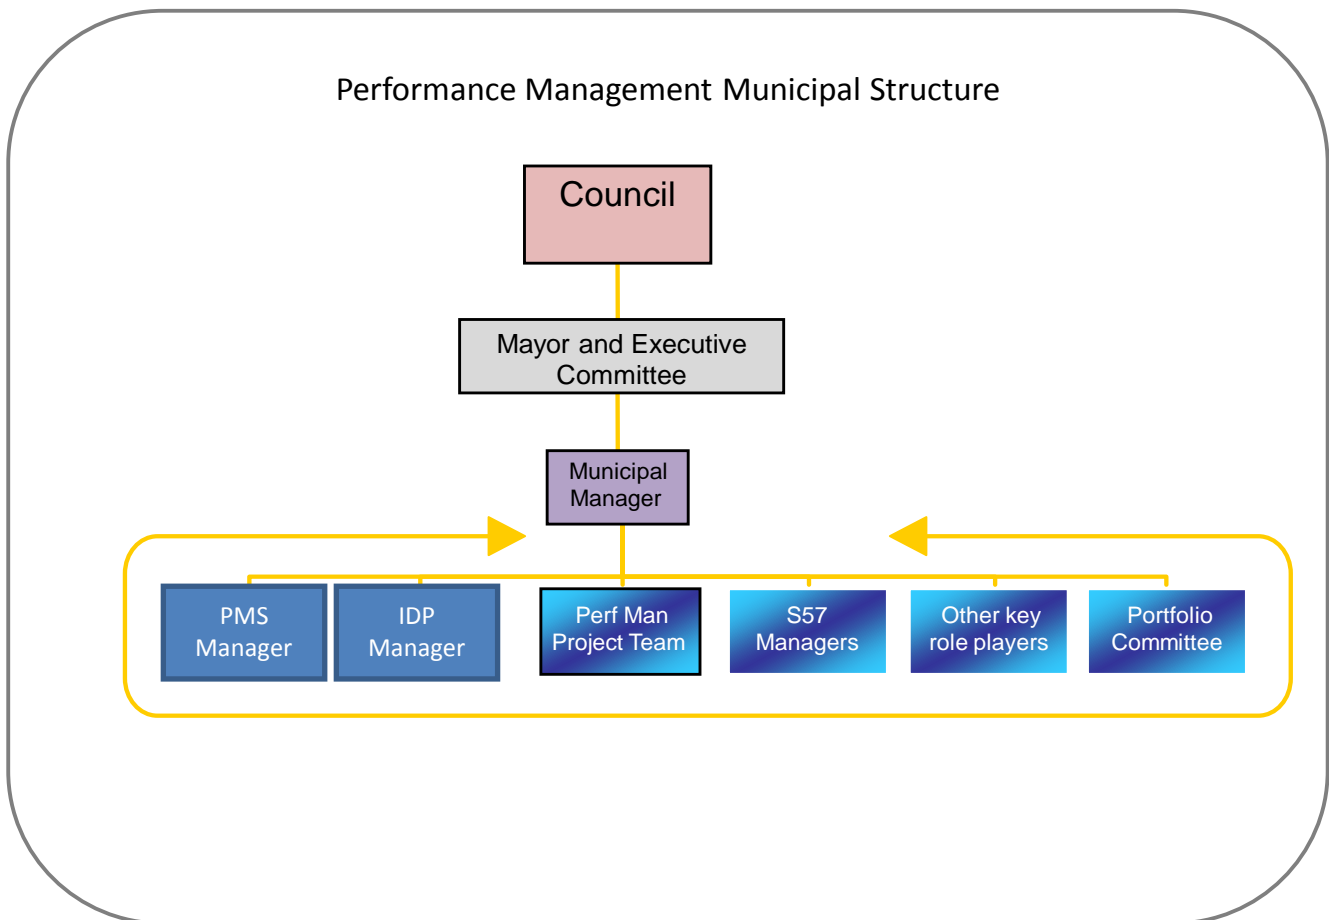 Performance Management Municipal Structure
Council
Mayor and Executive
Committee
Municipal
Manager
PMS
Manager
IDP
Manager
Perf Man
Project Team
S57
Managers
Other key
role players
Portfolio
Committee